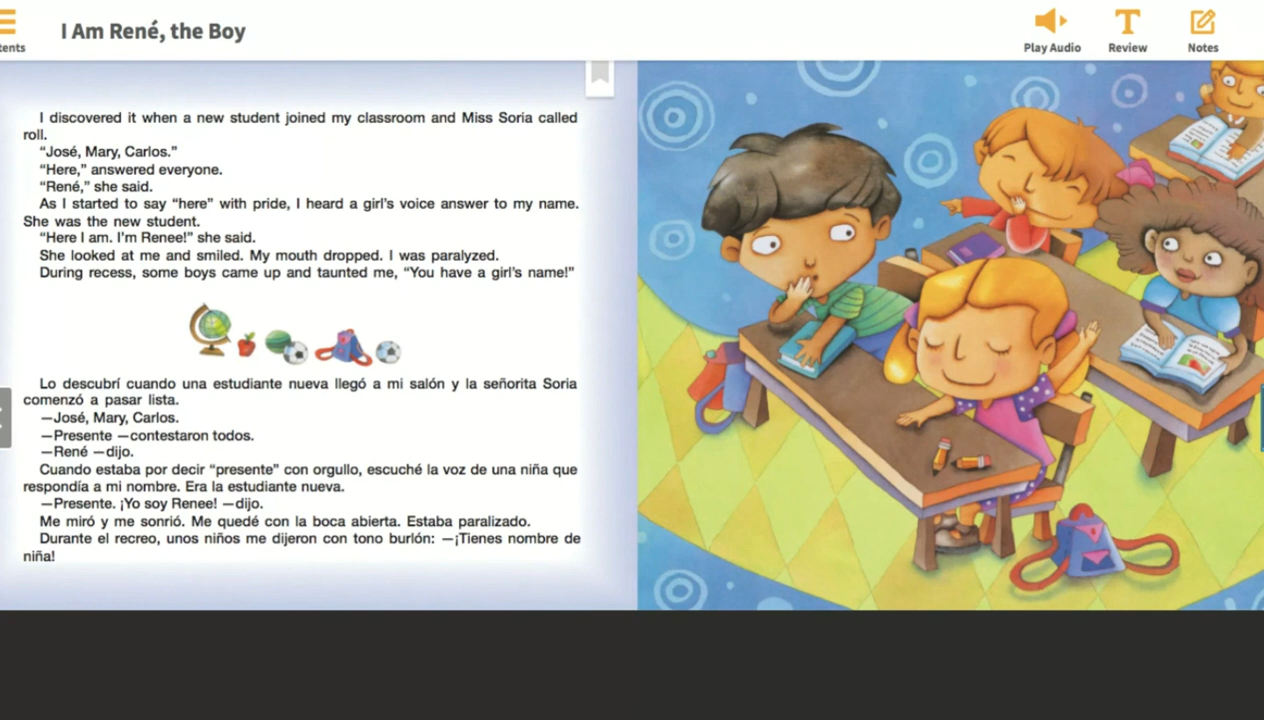 I Am René, the Boy
tents
Play Audio
Review
Notes
I discovered it when a new student joined my classroom and Miss Soria called
roll.
“José, Mary, Carlos.”
“Here,” answered everyone.
“René,” she said.
As I started to say “here” with pride, I heard a girl’s voice answer to my name.
She was the new student.
“Here I am. I’m Renee!” she said.
She looked at me and smiled. My mouth dropped. I was paralyzed.
During recess, some boys came up and taunted me, “You have a girl’s name!”
Lo descubrí cuando una estudiante nueva llegó a mi salón y la señorita Soria
comenzó a pasar lista.
—José, Mary, Carlos.
—Presente —contestaron todos.
—René —dijo.
Cuando estaba por decir “presente” con orgullo, escuché la voz de una niña que
respondía a mi nombre. Era la estudiante nueva.
—Presente. ¡Yo soy Renee! —dijo.
Me miró y me sonrió. Me quedé con la boca abierta. Estaba paralizado.
Durante el recreo, unos niños me dijeron con tono burlón: —¡Tienes nombre de
niña!